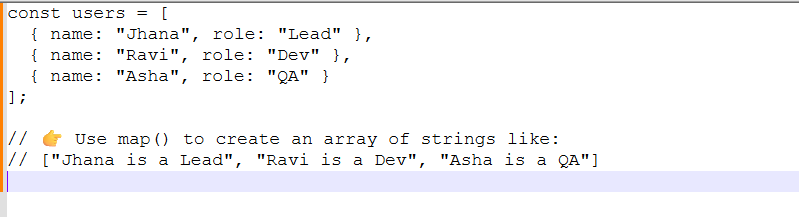 const users = [
  { name: "Jhana", role: "Lead" },
  { name: "Ravi", role: "Dev" },
  { name: "Asha", role: "QA" }
];

// 👉 Use map() to create an array of strings like:
// ["Jhana is a Lead", "Ravi is a Dev", "Asha is a QA"]